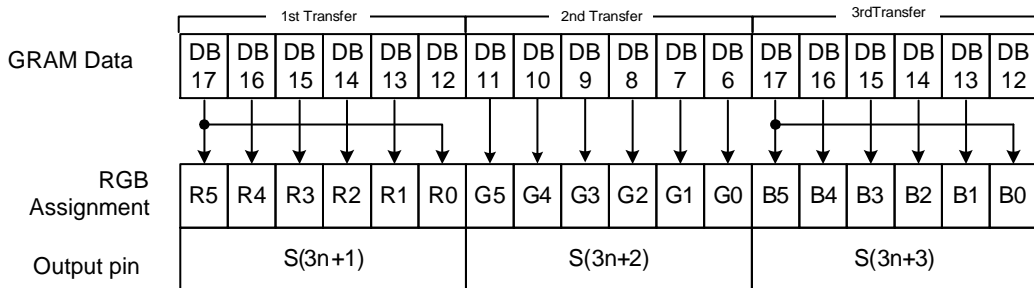 1st Transfer 2nd Transfer 3rdTransfer
GRAM Data DB 17 DB 16 DB 15 DB 14 DB 13 DB 12 DB 11 DB 10 DB 9 DB 8 DB 7 DB 6 DB 17 DB 16 DB 15 DB 14 DB 13 DB 12
RGB Assignment R5 R4 R3 R2 R1 R0 G5 G4 G3 G2 G1 G0 B5 B4 B3 B2 B1 B0
Output pin S(3n+1) S(3n+2) S(3n+3)